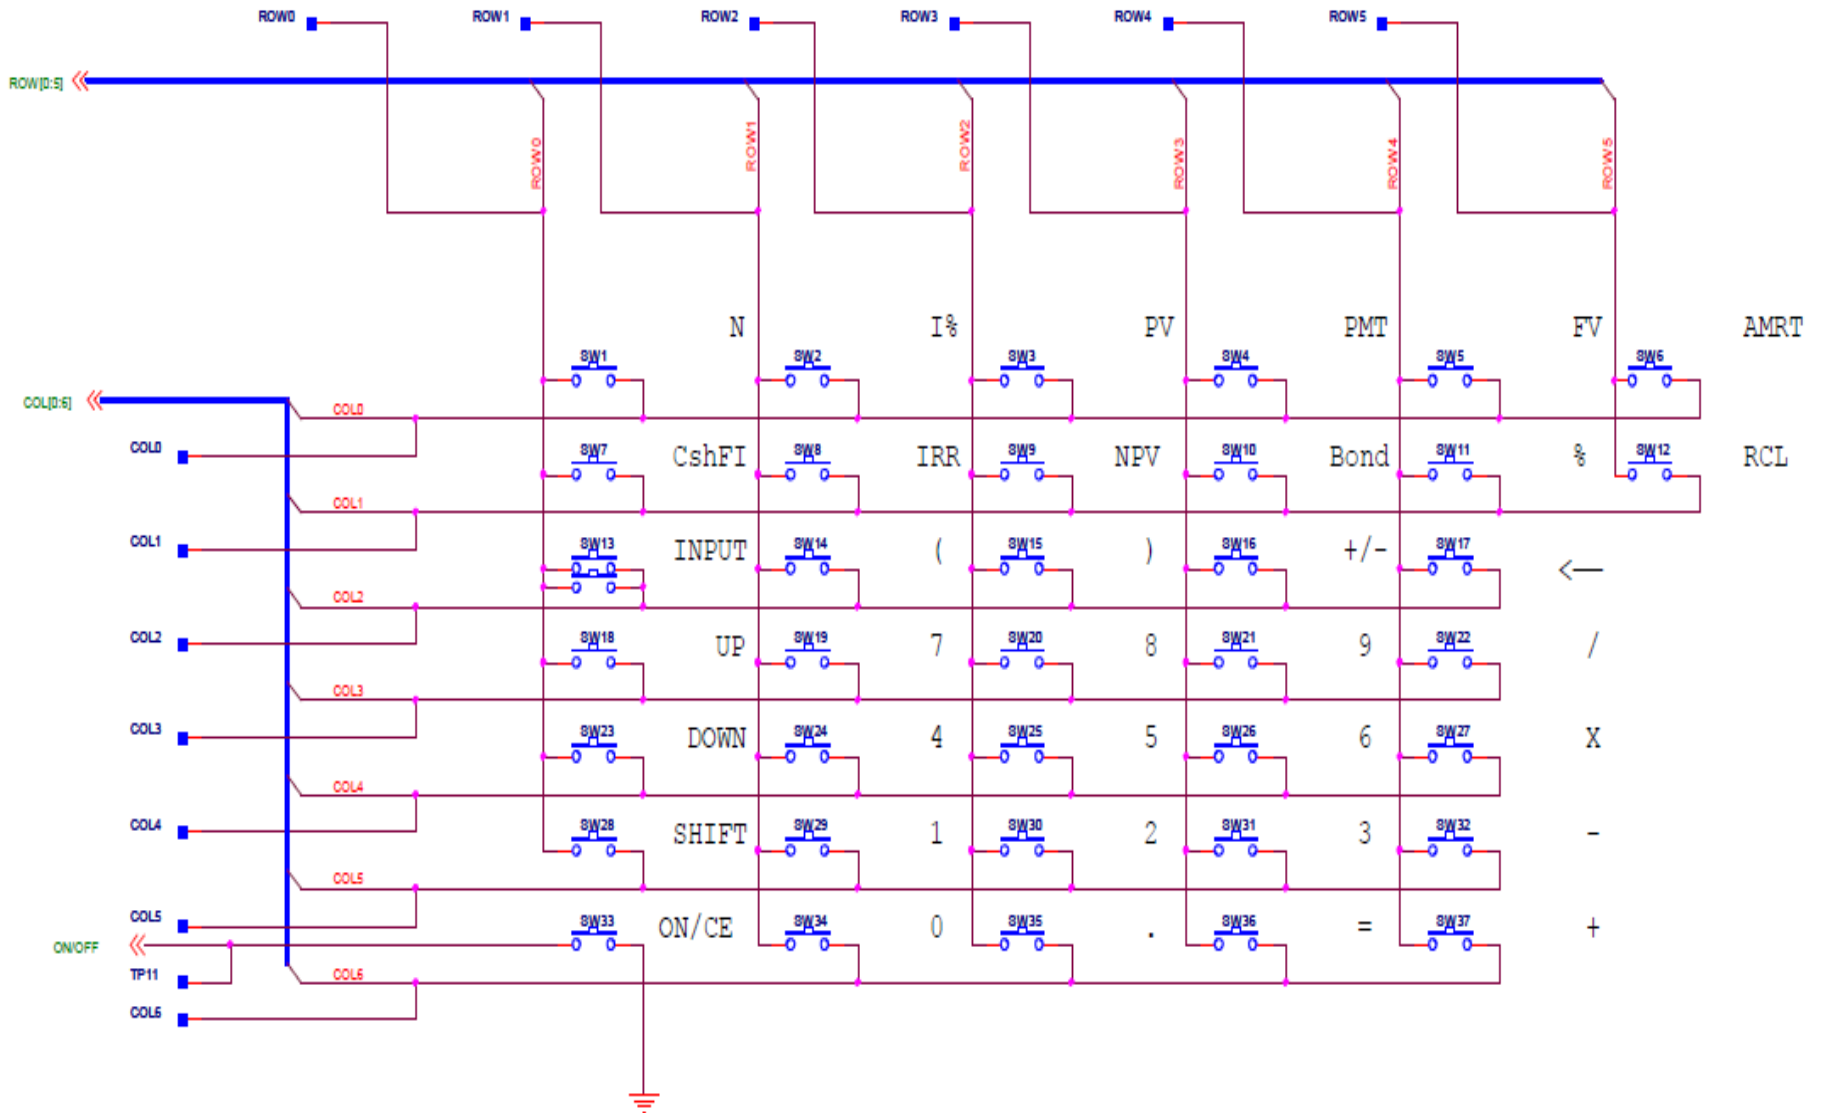 ROW0 ROW1 ROW2 ROW3 ROW4 ROW5
ROW[0:5]
ROW0 ROW1 ROW2 ROW3 ROW4 ROW5
N I% PV PMT FV AMRT
SW1 SW2 SW3 SW4 SW5 SW6
COL[0:6]
COL0
COL0
CshFI IRR NPV Bond % RCL
SW7 SW8 SW9 SW10 SW11 SW12
COL1
COL1
INPUT ( ) +/- <—
SW13 SW14 SW15 SW16 SW17
COL2
COL2
UP 7 8 9 /
SW18 SW19 SW20 SW21 SW22
COL3
COL3
DOWN 4 5 6 X
SW23 SW24 SW25 SW26 SW27
COL4
COL4
SHIFT 1 2 3 -
SW28 SW29 SW30 SW31 SW32
COL5
COL5
ON/CE 0 . = +
SW33 SW34 SW35 SW36 SW37
ON/OFF
TP11
COL6
COL6